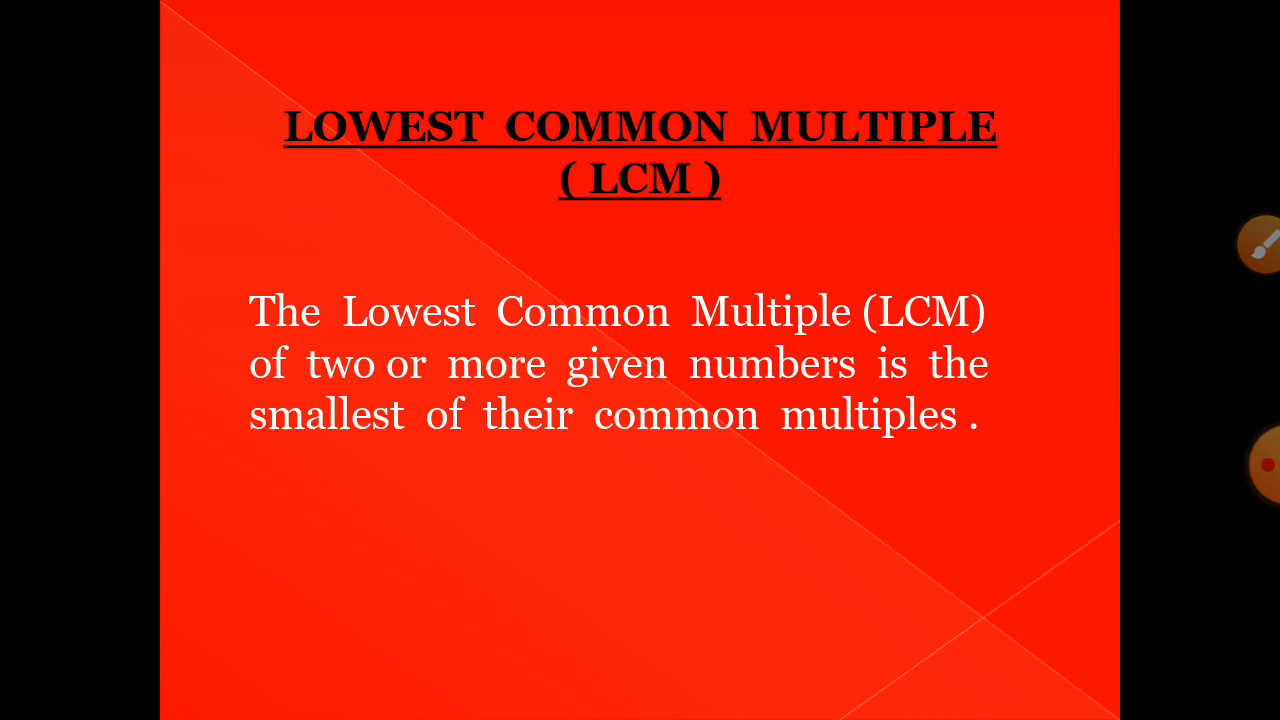 LOWEST COMMON MULTIPLE
( LCM )
The Lowest Common Multiple (LCM)
of two or more given numbers is the
smallest of their common multiples .